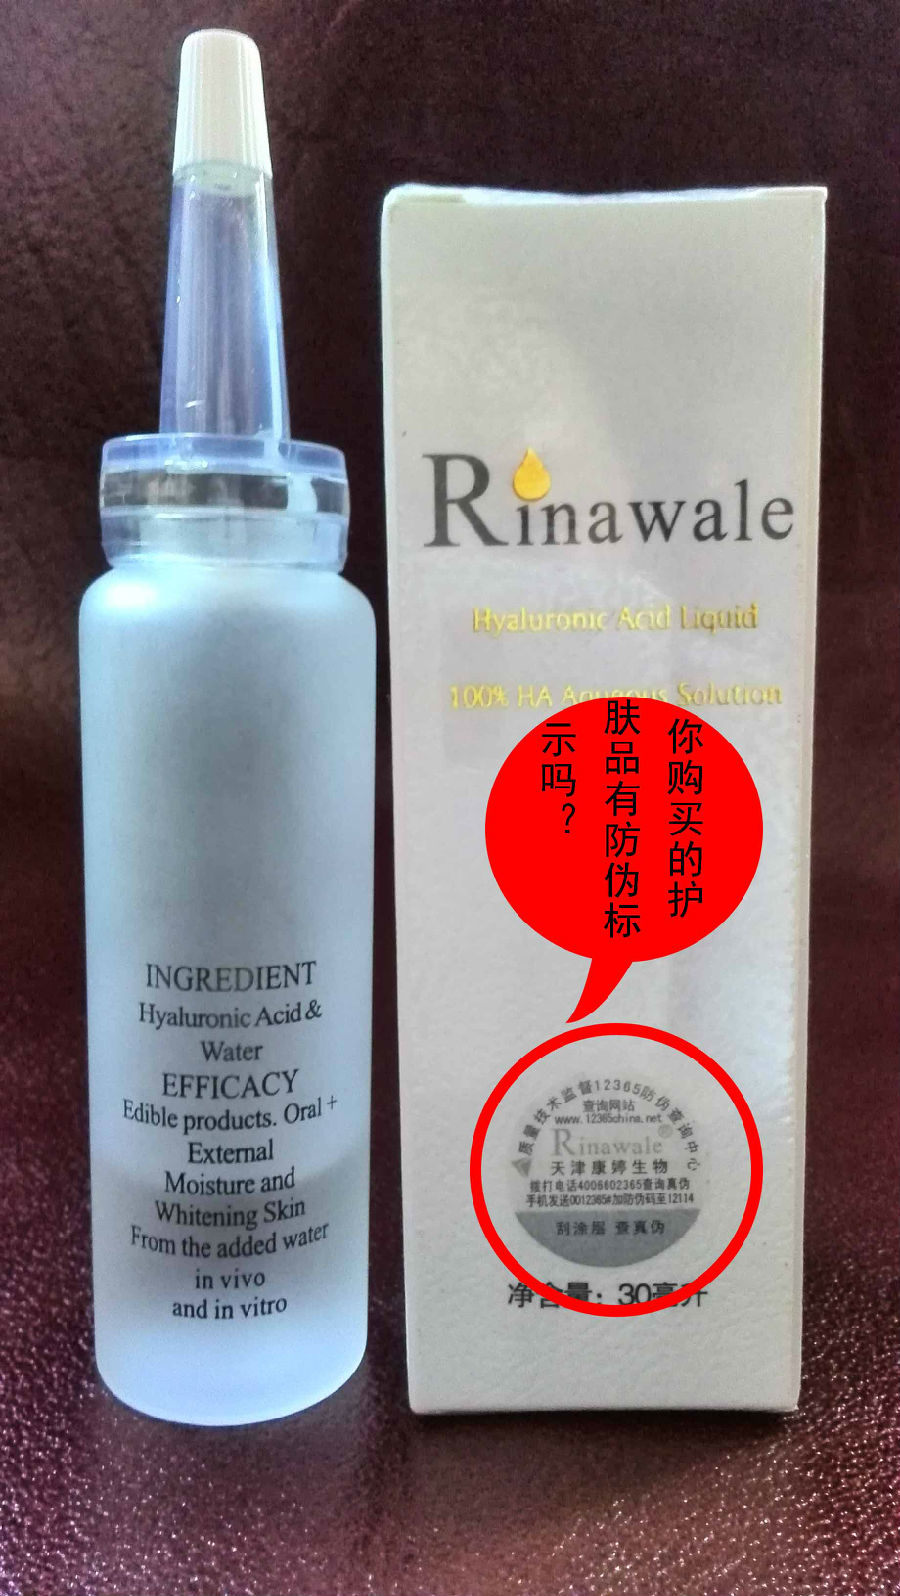 INGREDIENT
Hyaluronic Acid &
Water
EFFICACY
Edible products. Oral +
External
Moisture and
Whitening Skin
From the added water
in vivo
and in vitro
Rinawale
Hyaluronic Acid Liquid
100% HA Aqueous Solution
你购买的护
肤品有防伪标
示吗？
质量技术监督12365防伪查询中心
查询网站
www.12365china.net
Rinawale®
天津康婷生物
拨打电话4006602365查询真伪
手机发送0012365#加防伪码至12114
刮涂层 查真伪
净含量：30毫升